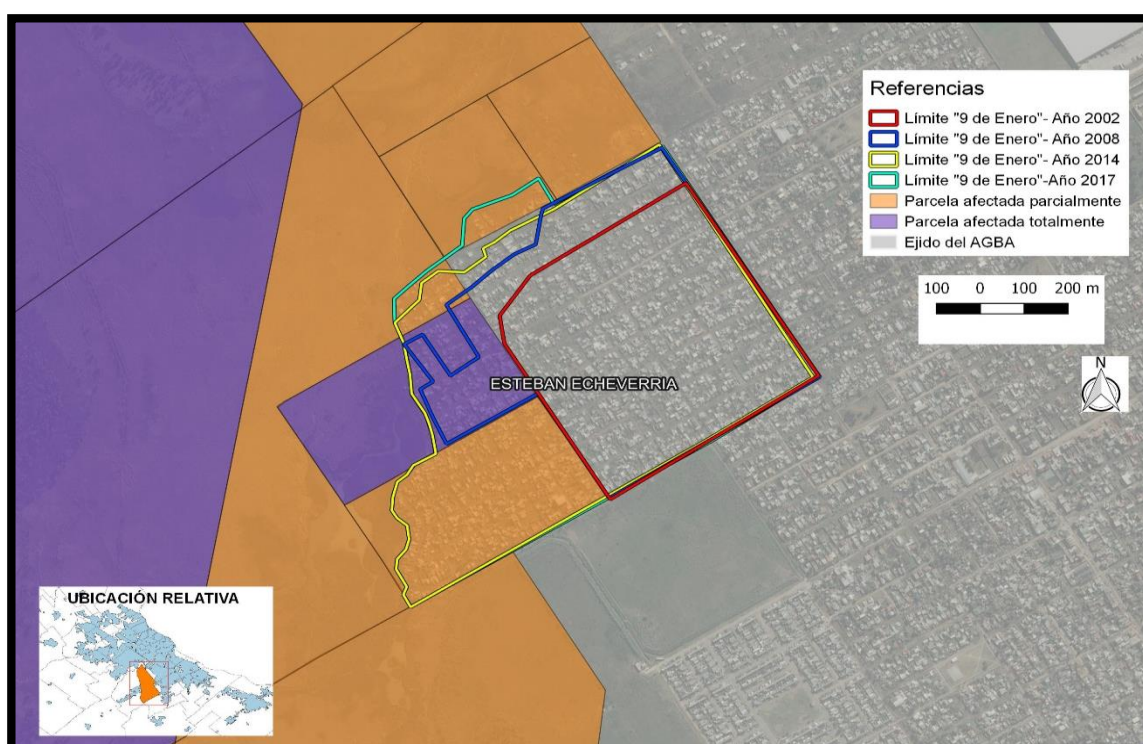 Referencias
Límite "9 de Enero"- Año 2002
Límite "9 de Enero"- Año 2008
Límite "9 de Enero"- Año 2014
Límite "9 de Enero"-Año 2017
Parcela afectada parcialmente
Parcela afectada totalmente
Ejido del AGBA
100 0 100 200 m
N
ESTEBAN ECHEVERRIA
UBICACIÓN RELATIVA